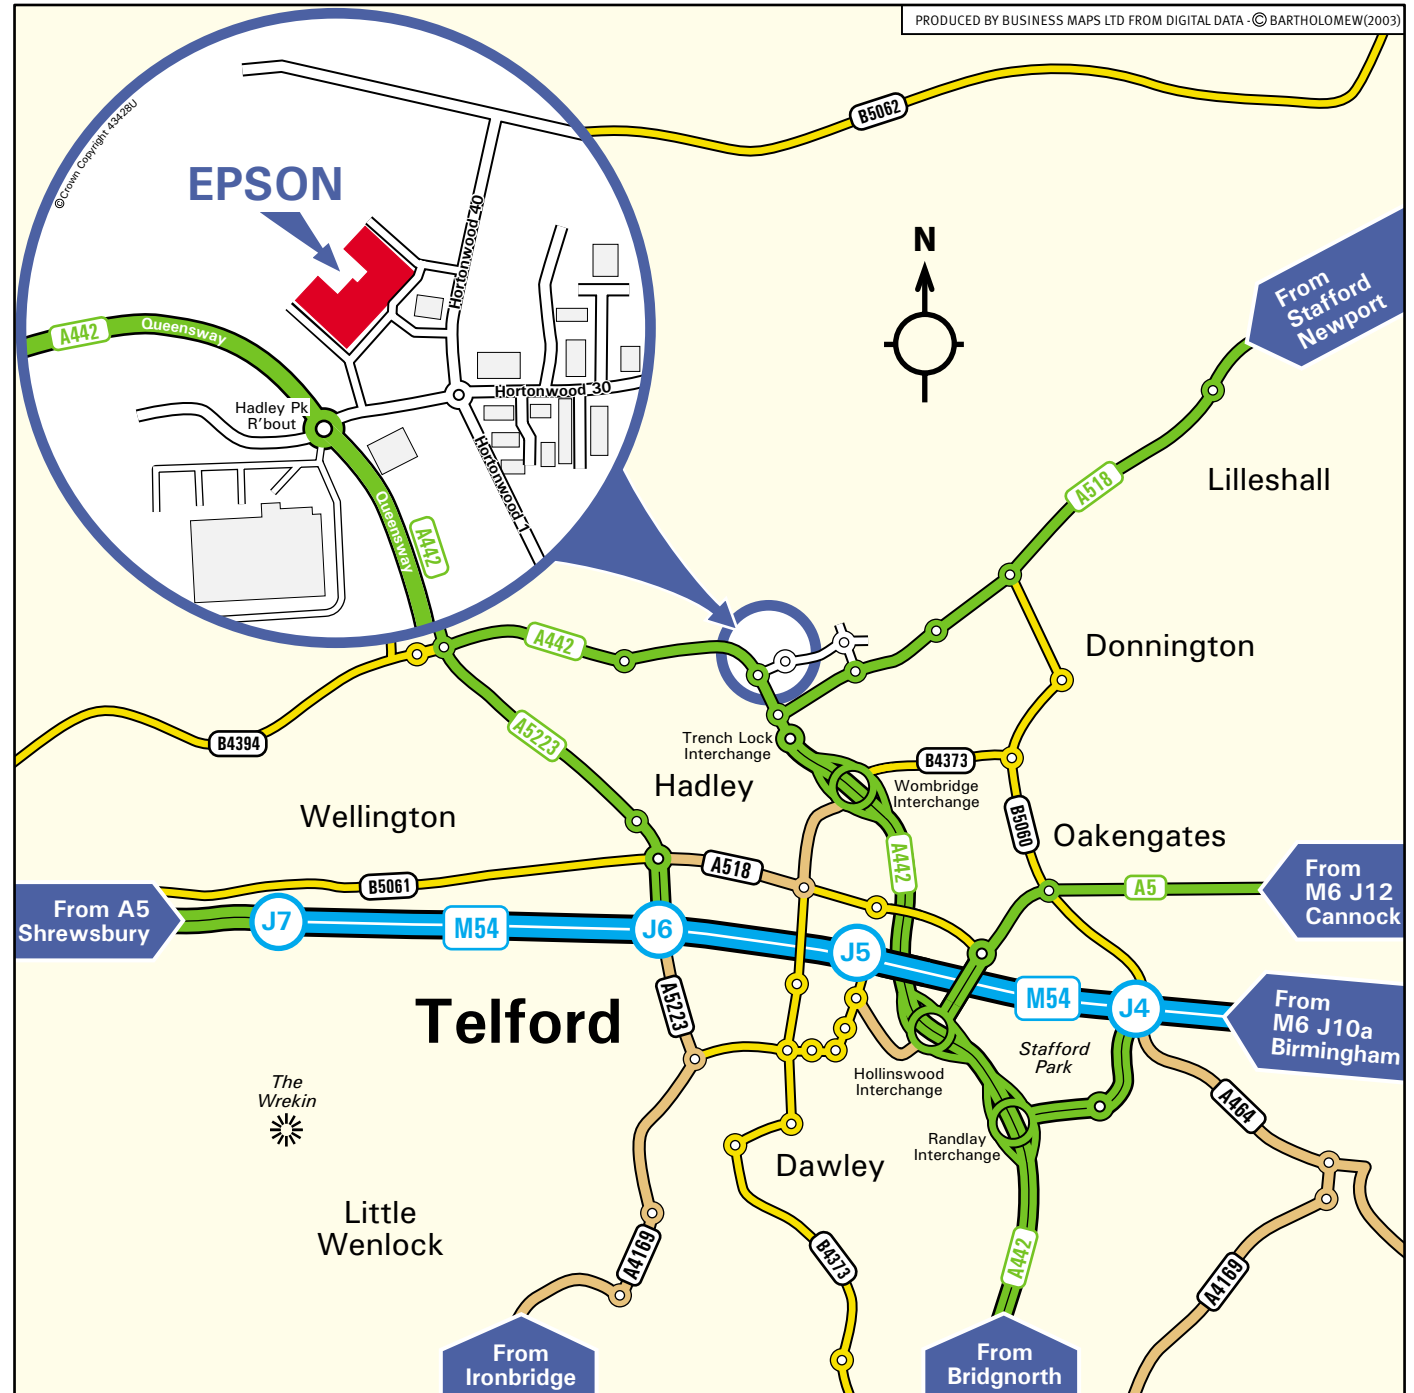 PRODUCED BY BUSINESS MAPS LTD FROM DIGITAL DATA - © BARTHOLOMEW(2003)
©Crown Copyright 43428U
B5062
EPSON
Hortonwood 40
N
From
Stafford
Newport
A442
Queensway
Hadley Pk
R'bout
Hortonwood 30
Hortonwood 1
Queensway
A442
A518
Lilleshall
A442
Donnington
B4394
A5223
Trench Lock
Interchange
Hadley
B4373
Wombridge
Interchange
Wellington
B5060
Oakengates
A442
A518
B5061
From
M6 J12
Cannock
A5
From A5
Shrewsbury
J7
M54
J6
J5
M54
J4
From
M6 J10a
Birmingham
Telford
A5223
Stafford
Park
Hollinswood
Interchange
The
Wrekin
A464
Randlay
Interchange
Dawley
Little
Wenlock
A4169
B4373
A442
A4169
From
Ironbridge
From
Bridgnorth